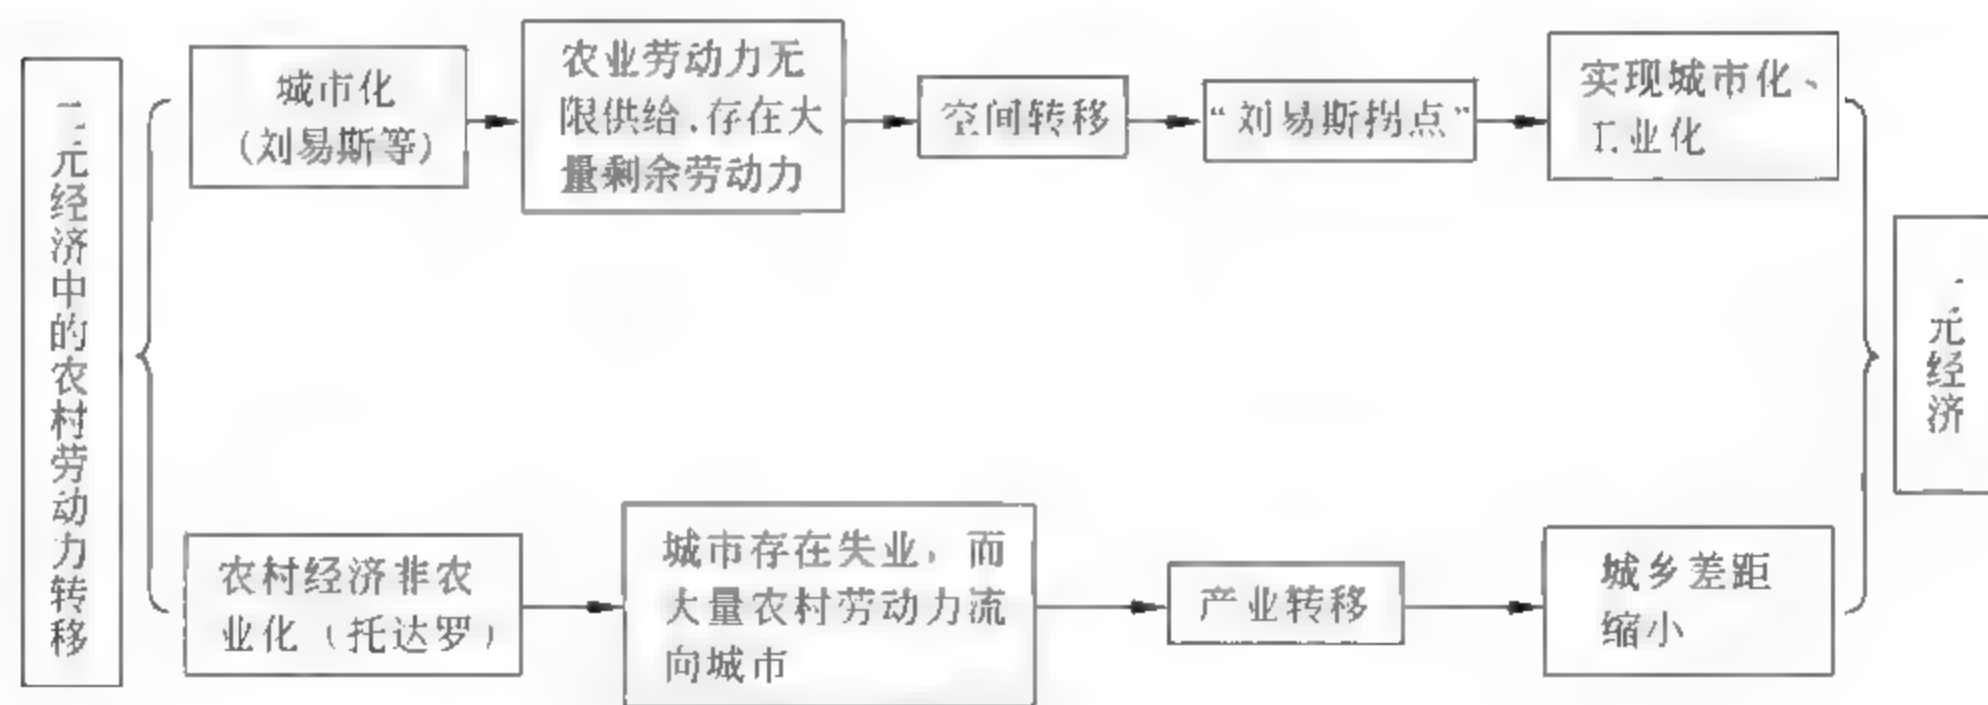 二元经济中的农村劳动力转移
城市化
(刘易斯等)
农业劳动力无
限供给,存在大
量剩余劳动力
空间转移
“刘易斯拐点”
实现城市化、
工业化
农村经济非农
业化（托达罗）
城市存在失业，而
大量农村劳动力流
向城市
产业转移
城乡差距
缩小
元经济